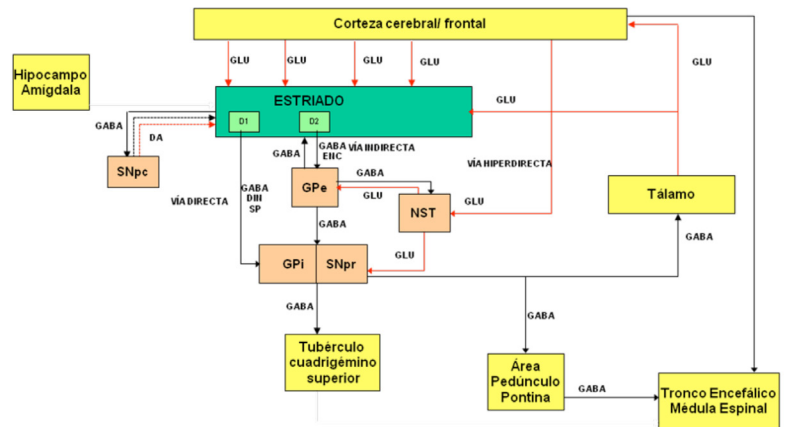 Corteza cerebral/ frontal
Hipocampo
Amígdala
GLU
GLU
GLU
GLU
GLU
ESTRIADO
GLU
D1
D2
GABA
DA
SNpc
GABA
GABA
ENC
VÍA INDIRECTA
VÍA HIPERDIRECTA
GABA
GPe
GLU
NST
GLU
Tálamo
VÍA DIRECTA
GABA
DIN
SP
GABA
GLU
GABA
GPi
SNpr
GABA
GABA
Tubérculo
cuadrigémino
superior
Área
Pedúnculo
Pontina
GABA
Tronco Encefálico
Médula Espinal